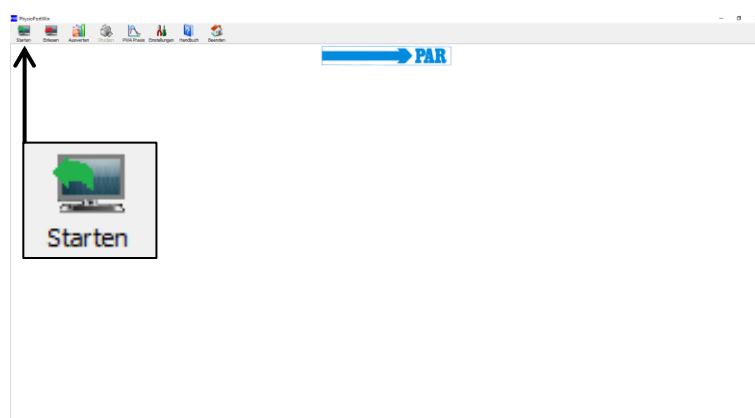 PhysioPortWin
Starten Einlesen Auswerten Drucken PWA Praxis Einstellungen Handbuch Beenden
PAR
Starten